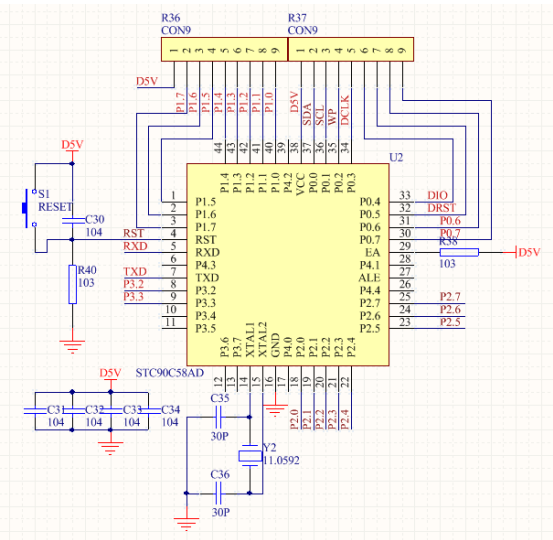 R36 R37
CON9 CON9
1 2 3 4 5 6 7 8 9 1 2 3 4 5 6 7 8 9
D5V
P1.7
P1.6
P1.5
P1.4
P1.3
P1.2
P1.1
P1.0
D5V
SDA
SCL
WP
DCLK
44 43 42 41 40 39 38 37 36 35 34
U2
P1.4
P1.3
P1.2
P1.1
P1.0
P4.2
VCC
P0.0
P0.1
P0.2
P0.3
D5V
S1
RESET
C30
104
R40
103
RST
RXD
TXD
P3.2
P3.3
1 P1.5
2 P1.6
3 P1.7
4 RST
5 RXD
6 P4.3
7 TXD
8 P3.2
9 P3.3
10 P3.4
11 P3.5
P0.4 33 DIO
P0.5 32 DRST
P0.6 31 P0.6
P0.7 30 P0.7
EA 29
P4.1 28
ALE 27
P4.4 26
P2.7 25 P2.7
P2.6 24 P2.6
P2.5 23 P2.5
R38
103
D5V
P3.6
P3.7
XTAL1
XTAL2
GND
P4.0
P2.0
P2.1
P2.2
P2.3
P2.4
STC90C58AD
12 13 14 15 16 17 18 19 20 21 22
P2.0
P2.1
P2.2
P2.3
P2.4
D5V
C31 C32 C33 C34
104 104 104 104
C35
30P
Y2
11.0592
C36
30P